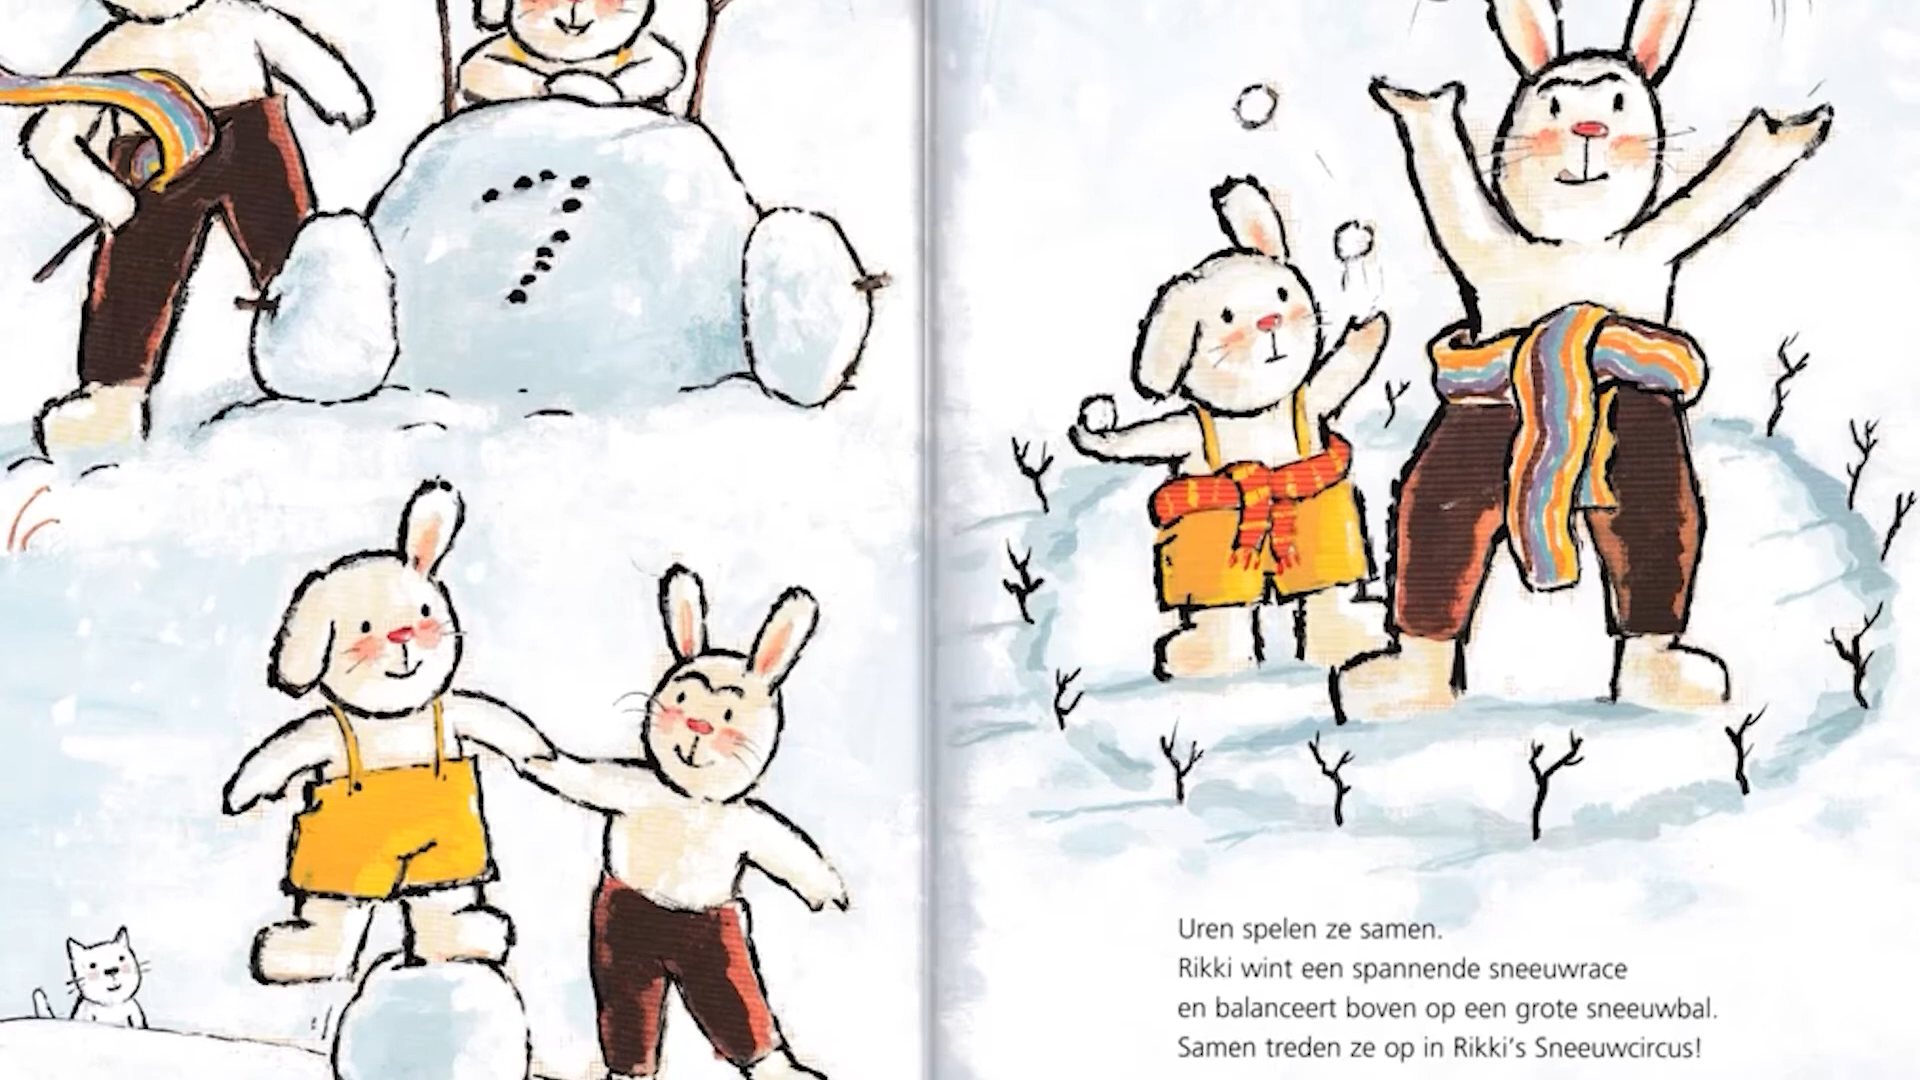 7
Uren spelen ze samen.
Rikki wint een spannende sneeuwrace
en balanceert boven op een grote sneeuwbal.
Samen treden ze op in Rikki's Sneeuwcircus!